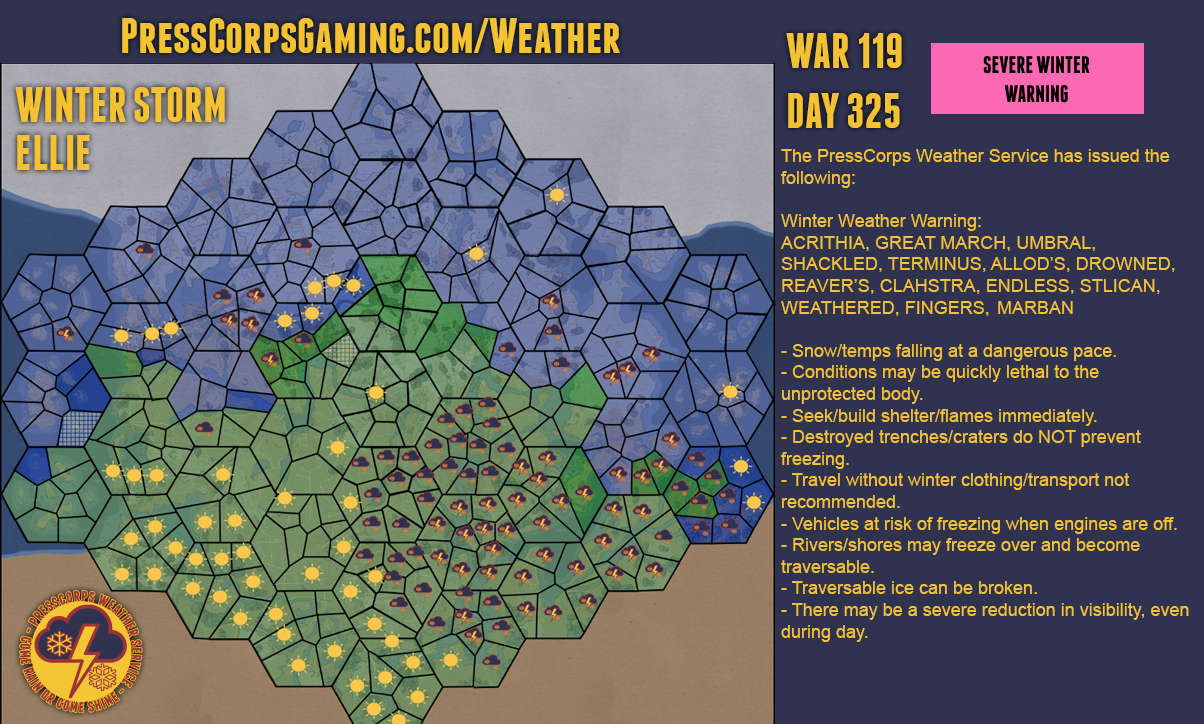 PressCorpsGaming.com/Weather
WINTER STORM
ELLIE
WAR 119
DAY 325
SEVERE WINTER
WARNING
The PressCorps Weather Service has issued the
following:
Winter Weather Warning:
ACRITHIA, GREAT MARCH, UMBRAL,
SHACKLED, TERMINUS, ALLOD'S, DROWNED,
REAVER'S, CLAHSTRA, ENDLESS, STLICAN,
WEATHERED, FINGERS, MARBAN
- Snow/temps falling at a dangerous pace.
- Conditions may be quickly lethal to the
unprotected body.
- Seek/build shelter/flames immediately.
- Destroyed trenches/craters do NOT prevent
freezing.
- Travel without winter clothing/transport not
recommended.
- Vehicles at risk of freezing when engines are off.
- Rivers/shores may freeze over and become
traversable.
- Traversable ice can be broken.
- There may be a severe reduction in visibility, even
during day.
- PRESSCORPS WEATHER SERVICE -
COME RAIN OR COME SHINE -